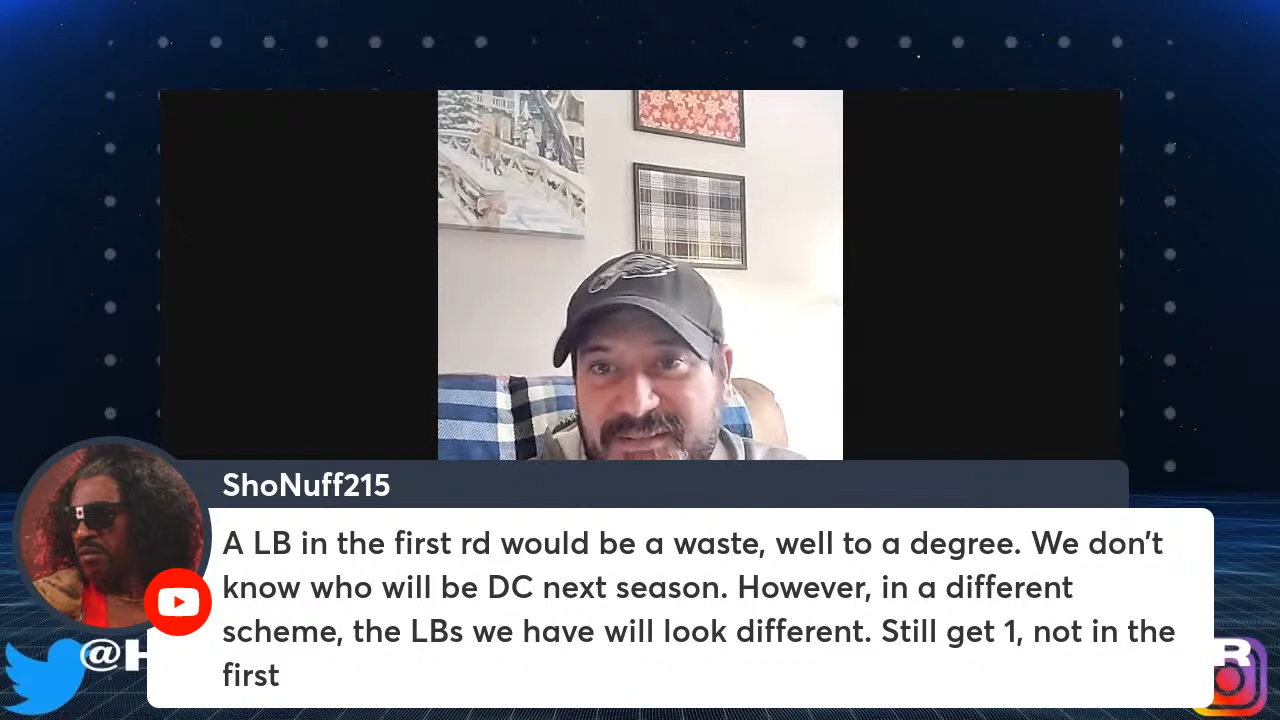 ShoNuff215
A LB in the first rd would be a waste, well to a degree. We don't
know who will be DC next season. However, in a different
scheme, the LBs we have will look different. Still get 1, not in the
first
@H
R